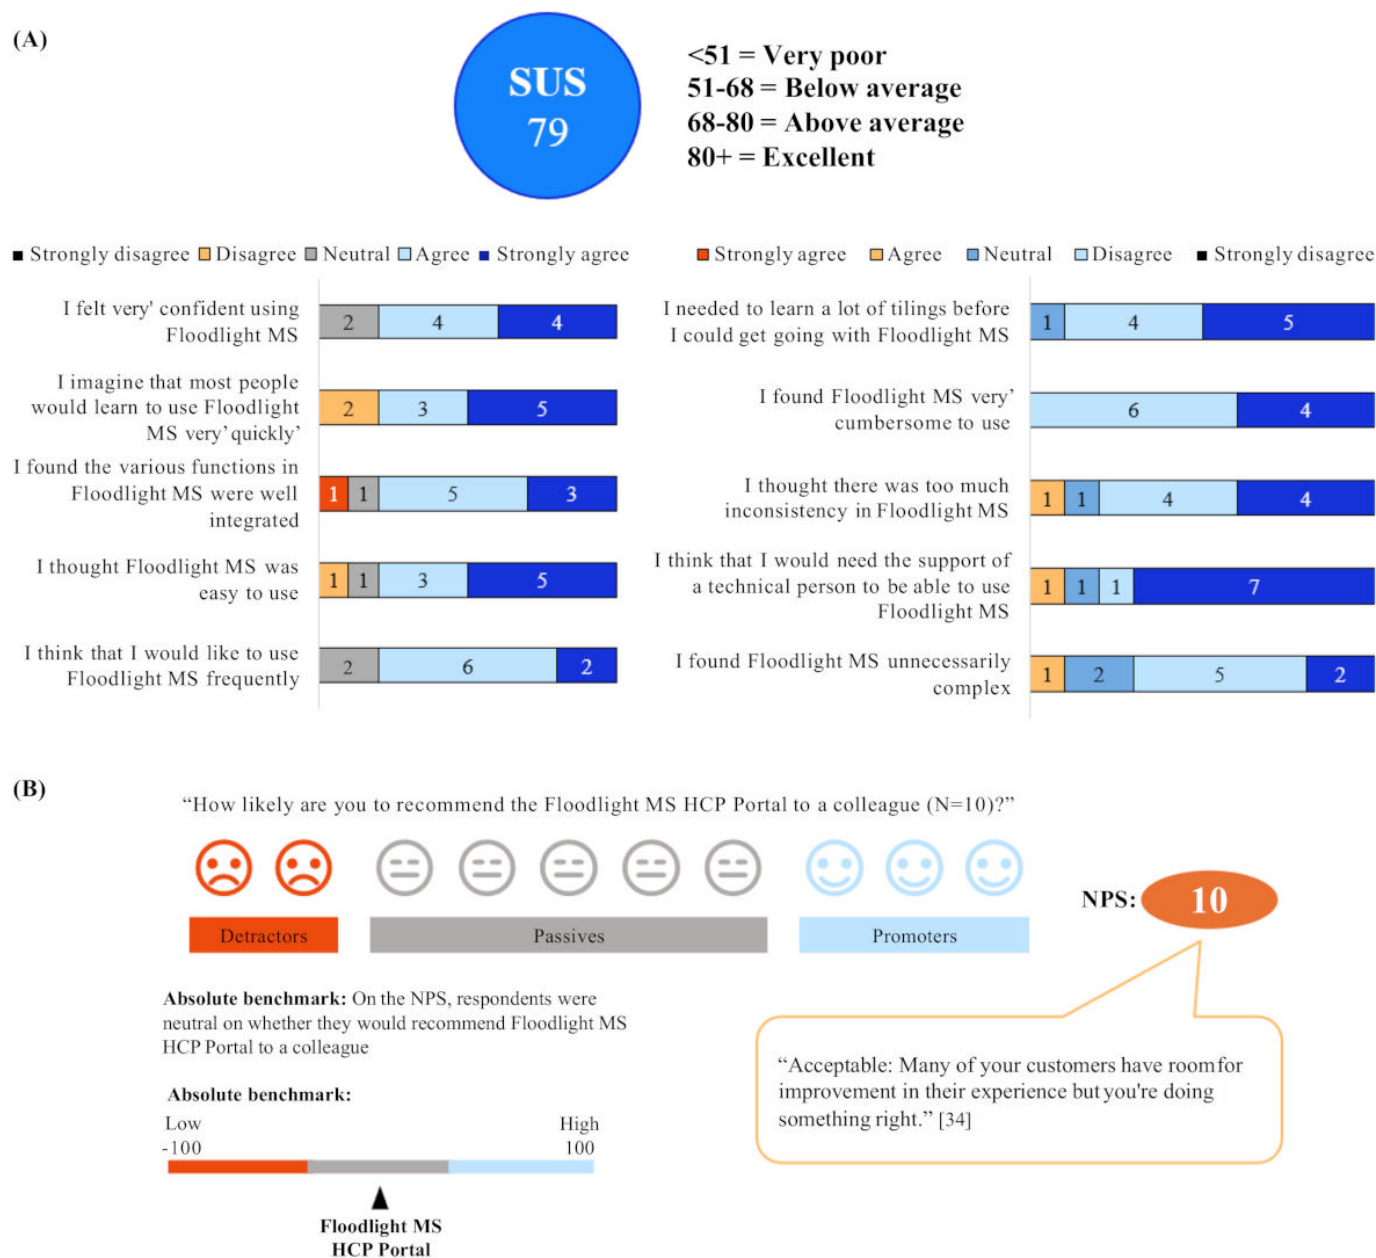 (A)
SUS
79
<51 = Very poor
51-68 = Below average
68-80 = Above average
80+ = Excellent
Strongly disagree Disagree Neutral Agree Strongly agree
I felt very' confident using
Floodlight MS
2 4 4
I imagine that most people
would learn to use Floodlight
MS very’quickly’
2 3 5
I found the various functions in
Floodlight MS were well
integrated
1 1 5 3
I thought Floodlight MS was
easy to use
1 1 3 5
I think that I would like to use
Floodlight MS frequently
2 6 2
Strongly agree Agree Neutral Disagree Strongly disagree
I needed to learn a lot of tilings before
I could get going with Floodlight MS
1 4 5
I found Floodlight MS very’
cumbersome to use
6 4
I thought there was too much
inconsistency in Floodlight MS
1 1 4 4
I think that I would need the support of
a technical person to be able to use
Floodlight MS
1 1 1 7
I found Floodlight MS unnecessarily
complex
1 2 5 2
(B)
“How likely are you to recommend the Floodlight MS HCP Portal to a colleague (N=10)?”
Detractors Passives Promoters
NPS: 10
Absolute benchmark: On the NPS, respondents were
neutral on whether they would recommend Floodlight MS
HCP Portal to a colleague
“Acceptable: Many of your customers have room for
improvement in their experience but you're doing
something right.” [34]
Absolute benchmark:
Low High
-100 100
Floodlight MS
HCP Portal